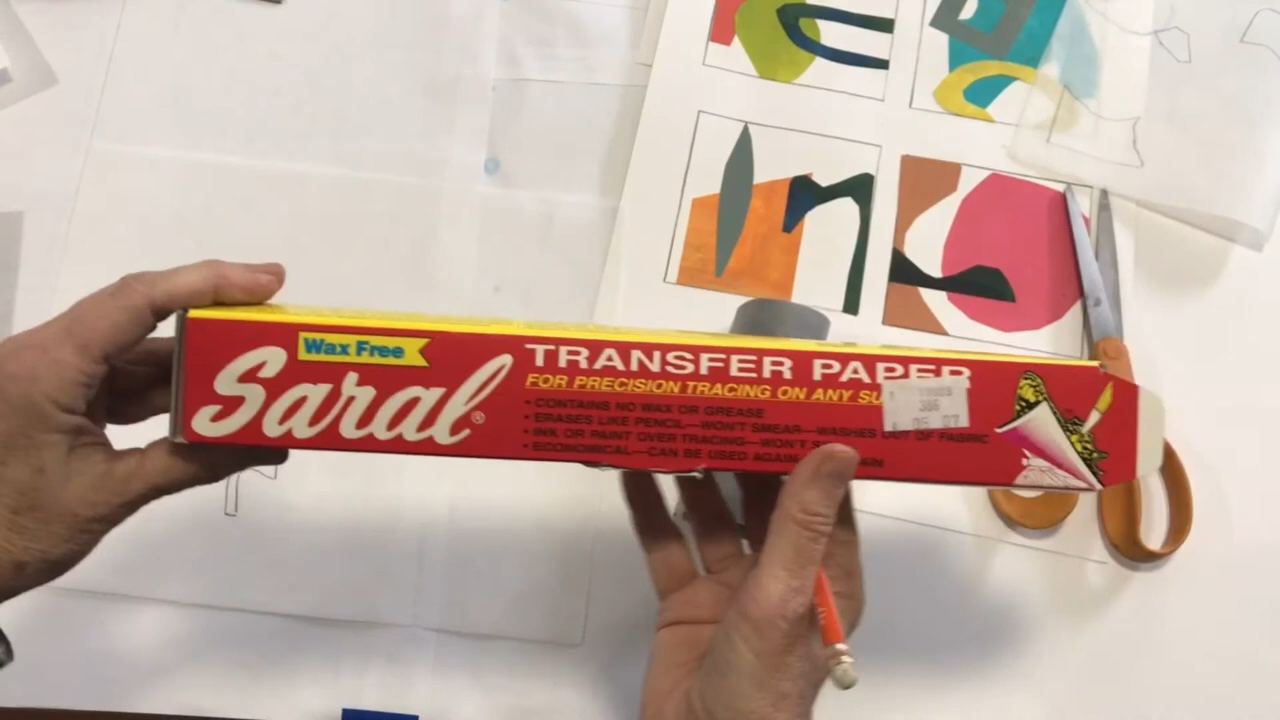 Wax Free
Saral®
TRANSFER PAPER
FOR PRECISION TRACING ON ANY
• CONTAINS NO WAX OR GREASE
• ERASES LIKE PENCIL—WON'T SMEAR—WASHES OUT OF FABRIC
• INK OR PAINT OVER TRACING—WON'T
• ECONOMICAL—CAN BE USED AGAIN
386